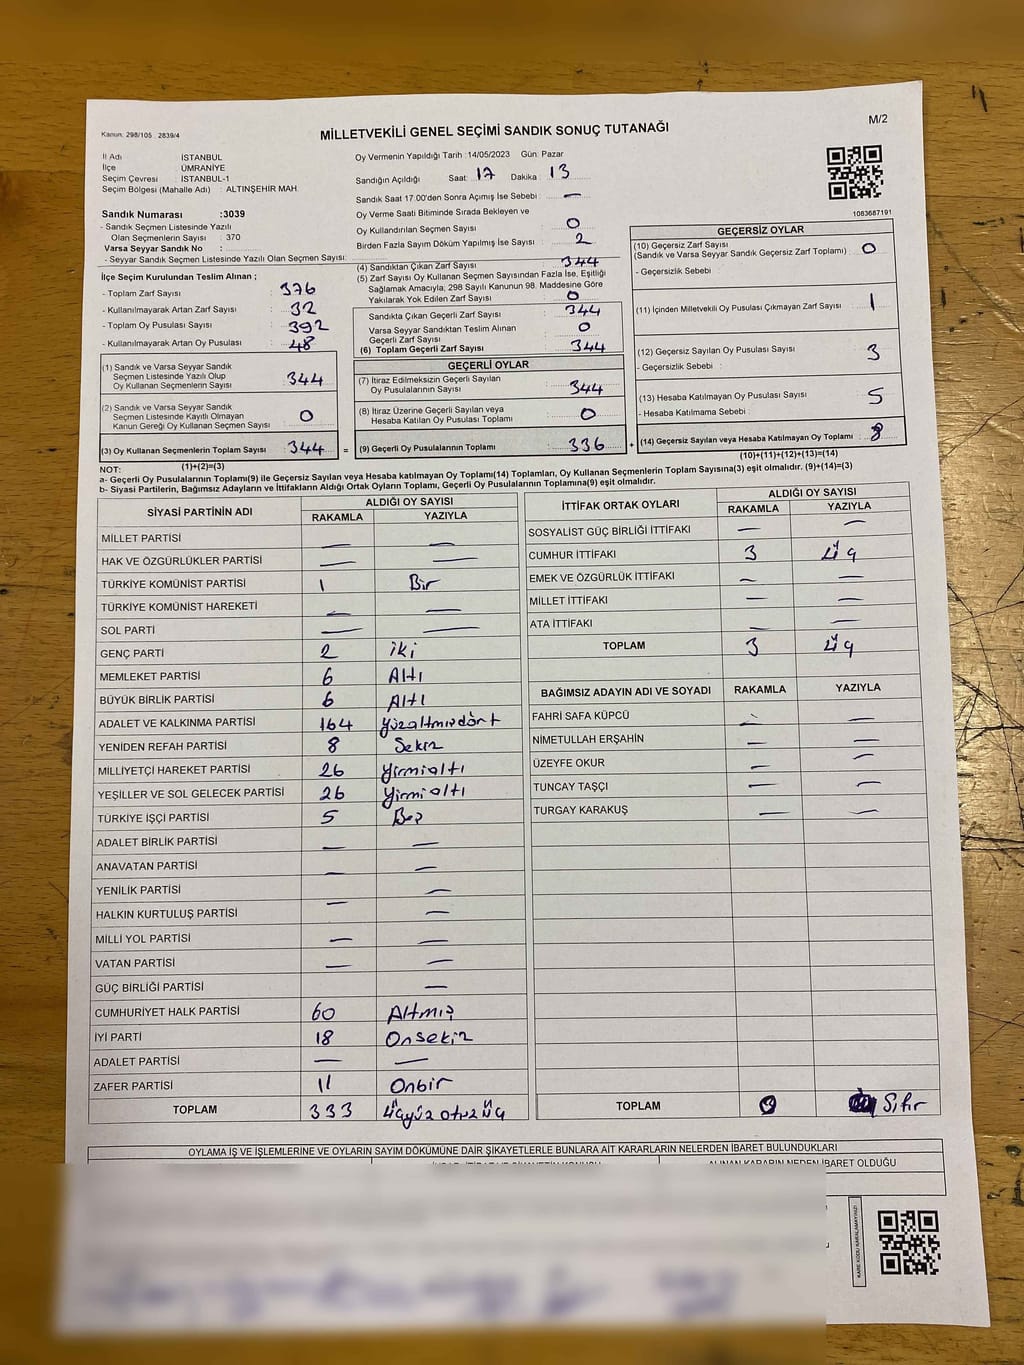 Kanun: 298/105 2839/4
MİLLETVEKİLİ GENEL SEÇİMİ SANDIK SONUÇ TUTANAĞI
M/2
İl Adı : İSTANBUL
İlçe : ÜMRANİYE
Seçim Çevresi : İSTANBUL-1
Seçim Bölgesi (Mahalle Adı) : ALTINŞEHİR MAH.
Oy Vermenin Yapıldığı Tarih :14/05/2023 Gün: Pazar
Sandığın Açıldığı Saat: 17 Dakika : 13
Sandık Saat 17.00'den Sonra Açımış İse Sebebi : —
Oy Verme Saati Bitiminde Sırada Bekleyen ve
Oy Kullandırılan Seçmen Sayısı : 0
Birden Fazla Sayım Döküm Yapılmış İse Sayısı : 2
1083687191
Sandık Numarası :3039
- Sandık Seçmen Listesinde Yazılı
Olan Seçmenlerin Sayısı : 370
Varsa Seyyar Sandık No :
- Seyyar Sandık Seçmen Listesinde Yazılı Olan Seçmen Sayısı:
İlçe Seçim Kurulundan Teslim Alınan ;
- Toplam Zarf Sayısı : 376
- Kullanılmayarak Artan Zarf Sayısı : 32
- Toplam Oy Pusulası Sayısı : 392
- Kullanılmayarak Artan Oy Pusulası : 48
(1) Sandık ve Varsa Seyyar Sandık
Seçmen Listesinde Yazılı Olup
Oy Kullanan Seçmenlerin Sayısı : 344
(2) Sandık ve Varsa Seyyar Sandık
Seçmen Listesinde Kayıtlı Olmayan
Kanun Gereği Oy Kullanan Seçmen Sayısı : 0
(3) Oy Kullanan Seçmenlerin Toplam Sayısı : 344 =
(1)+(2)=(3)
(4) Sandıktan Çıkan Zarf Sayısı : 344
(5) Zarf Sayısı Oy Kullanan Seçmen Sayısından Fazla İse, Eşitliği
Sağlamak Amacıyla; 298 Sayılı Kanunun 98. Maddesine Göre
Yakılarak Yok Edilen Zarf Sayısı : 0
Sandıkta Çıkan Geçerli Zarf Sayısı : 344
Varsa Seyyar Sandıktan Teslim Alınan
Geçerli Zarf Sayısı : 0
(6) Toplam Geçerli Zarf Sayısı : 344
GEÇERLİ OYLAR
(7) İtiraz Edilmeksizin Geçerli Sayılan
Oy Pusulalarının Sayısı : 344
(8) İtiraz Üzerine Geçerli Sayılan veya
Hesaba Katılan Oy Pusulası Toplamı : 0
(9) Geçerli Oy Pusulalarının Toplamı : 336 +
GEÇERSİZ OYLAR
(10) Geçersiz Zarf Sayısı
(Sandık ve Varsa Seyyar Sandık Geçersiz Zarf Toplamı) : 0
- Geçersizlik Sebebi :
(11) İçinden Milletvekili Oy Pusulası Çıkmayan Zarf Sayısı : 1
(12) Geçersiz Sayılan Oy Pusulası Sayısı : 3
- Geçersizlik Sebebi :
(13) Hesaba Katılmayan Oy Pusulası Sayısı : 5
- Hesaba Katılmama Sebebi :
(14) Geçersiz Sayılan veya Hesaba Katılmayan Oy Toplamı : 8
(10)+(11)+(12)+(13)=(14)
NOT:
a- Geçerli Oy Pusulalarının Toplamı(9) ile Geçersiz Sayılan veya Hesaba katılmayan Oy Toplamı(14) Toplamları, Oy Kullanan Seçmenlerin Toplam Sayısına(3) eşit olmalıdır. (9)+(14)=(3)
b- Siyasi Partilerin, Bağımsız Adayların ve İttifakların Aldığı Ortak Oyların Toplamı, Geçerli Oy Pusulalarının Toplamına(9) eşit olmalıdır.
SİYASİ PARTİNİN ADI ALDIĞI OY SAYISI
RAKAMLA YAZIYLA
MİLLET PARTİSİ — —
HAK VE ÖZGÜRLÜKLER PARTİSİ — —
TÜRKİYE KOMÜNİST PARTİSİ 1 Bir
TÜRKİYE KOMÜNİST HAREKETİ — —
SOL PARTİ — —
GENÇ PARTİ 2 iki
MEMLEKET PARTİSİ 6 Altı
BÜYÜK BİRLİK PARTİSİ 6 Altı
ADALET VE KALKINMA PARTİSİ 164 Yüzaltmışdört
YENİDEN REFAH PARTİSİ 8 Sekiz
MİLLİYETÇİ HAREKET PARTİSİ 26 Yirmialtı
YEŞİLLER VE SOL GELECEK PARTİSİ 26 Yirmialtı
TÜRKİYE İŞÇİ PARTİSİ 5 Beş
ADALET BİRLİK PARTİSİ — —
ANAVATAN PARTİSİ — —
YENİLİK PARTİSİ — —
HALKIN KURTULUŞ PARTİSİ — —
MİLLİ YOL PARTİSİ — —
VATAN PARTİSİ — —
GÜÇ BİRLİĞİ PARTİSİ —
CUMHURİYET HALK PARTİSİ 60 Altmış
İYİ PARTİ 18 Onsekiz
ADALET PARTİSİ — —
ZAFER PARTİSİ 11 Onbir
TOPLAM 333 üçyüz otuz üç
İTTİFAK ORTAK OYLARI ALDIĞI OY SAYISI
RAKAMLA YAZIYLA
SOSYALİST GÜÇ BİRLİĞİ İTTİFAKI — —
CUMHUR İTTİFAKI 3 üç
EMEK VE ÖZGÜRLÜK İTTİFAKI — —
MİLLET İTTİFAKI — —
ATA İTTİFAKI — —
TOPLAM 3 üç
BAĞIMSIZ ADAYIN ADI VE SOYADI RAKAMLA YAZIYLA
FAHRİ SAFA KÜPCÜ — —
NİMETULLAH ERŞAHİN — —
ÜZEYFE OKUR — —
TUNCAY TAŞÇI — —
TURGAY KARAKUŞ — —
TOPLAM Sıfır
OYLAMA İŞ VE İŞLEMLERİNE VE OYLARIN SAYIM DÖKÜMÜNE DAİR ŞİKAYETLERLE BUNLARA AİT KARARLARIN NELERDEN İBARET BULUNDUKLARI
ALINAN KARARIN NEDEN İBARET OLDUĞU
KARE KODU KARALAMAYINIZ!